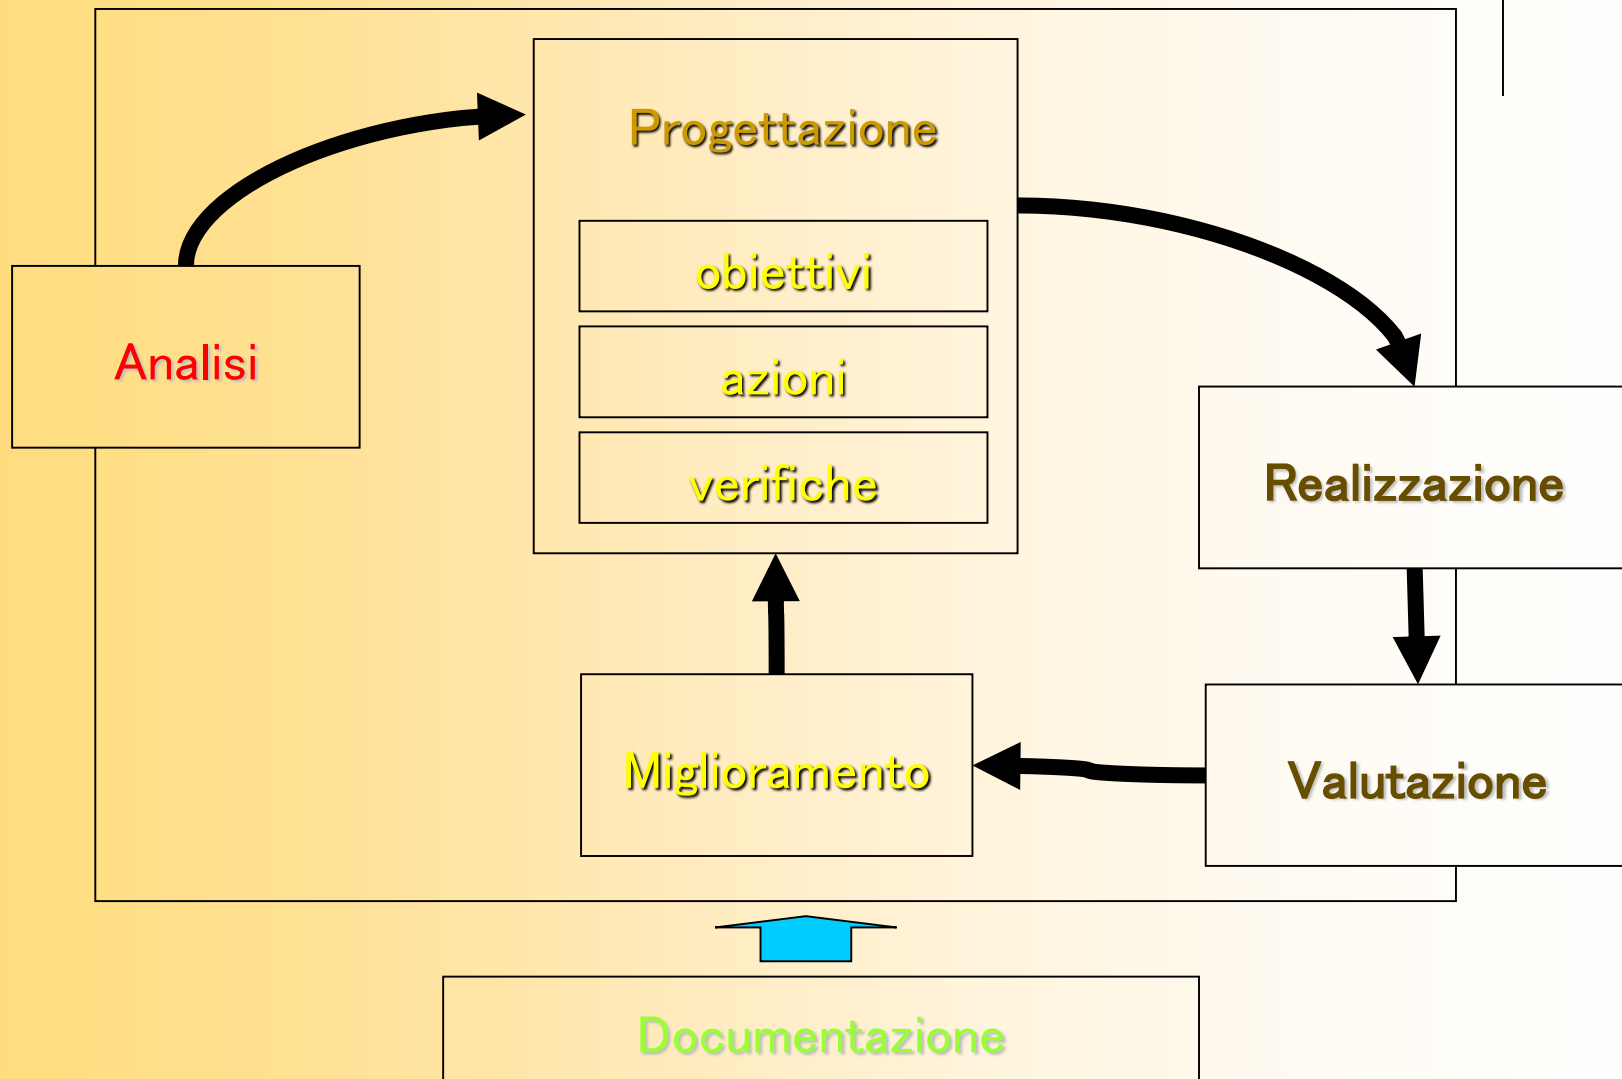 Progettazione
obiettivi
azioni
verifiche
Analisi
Realizzazione
Valutazione
Miglioramento
Documentazione